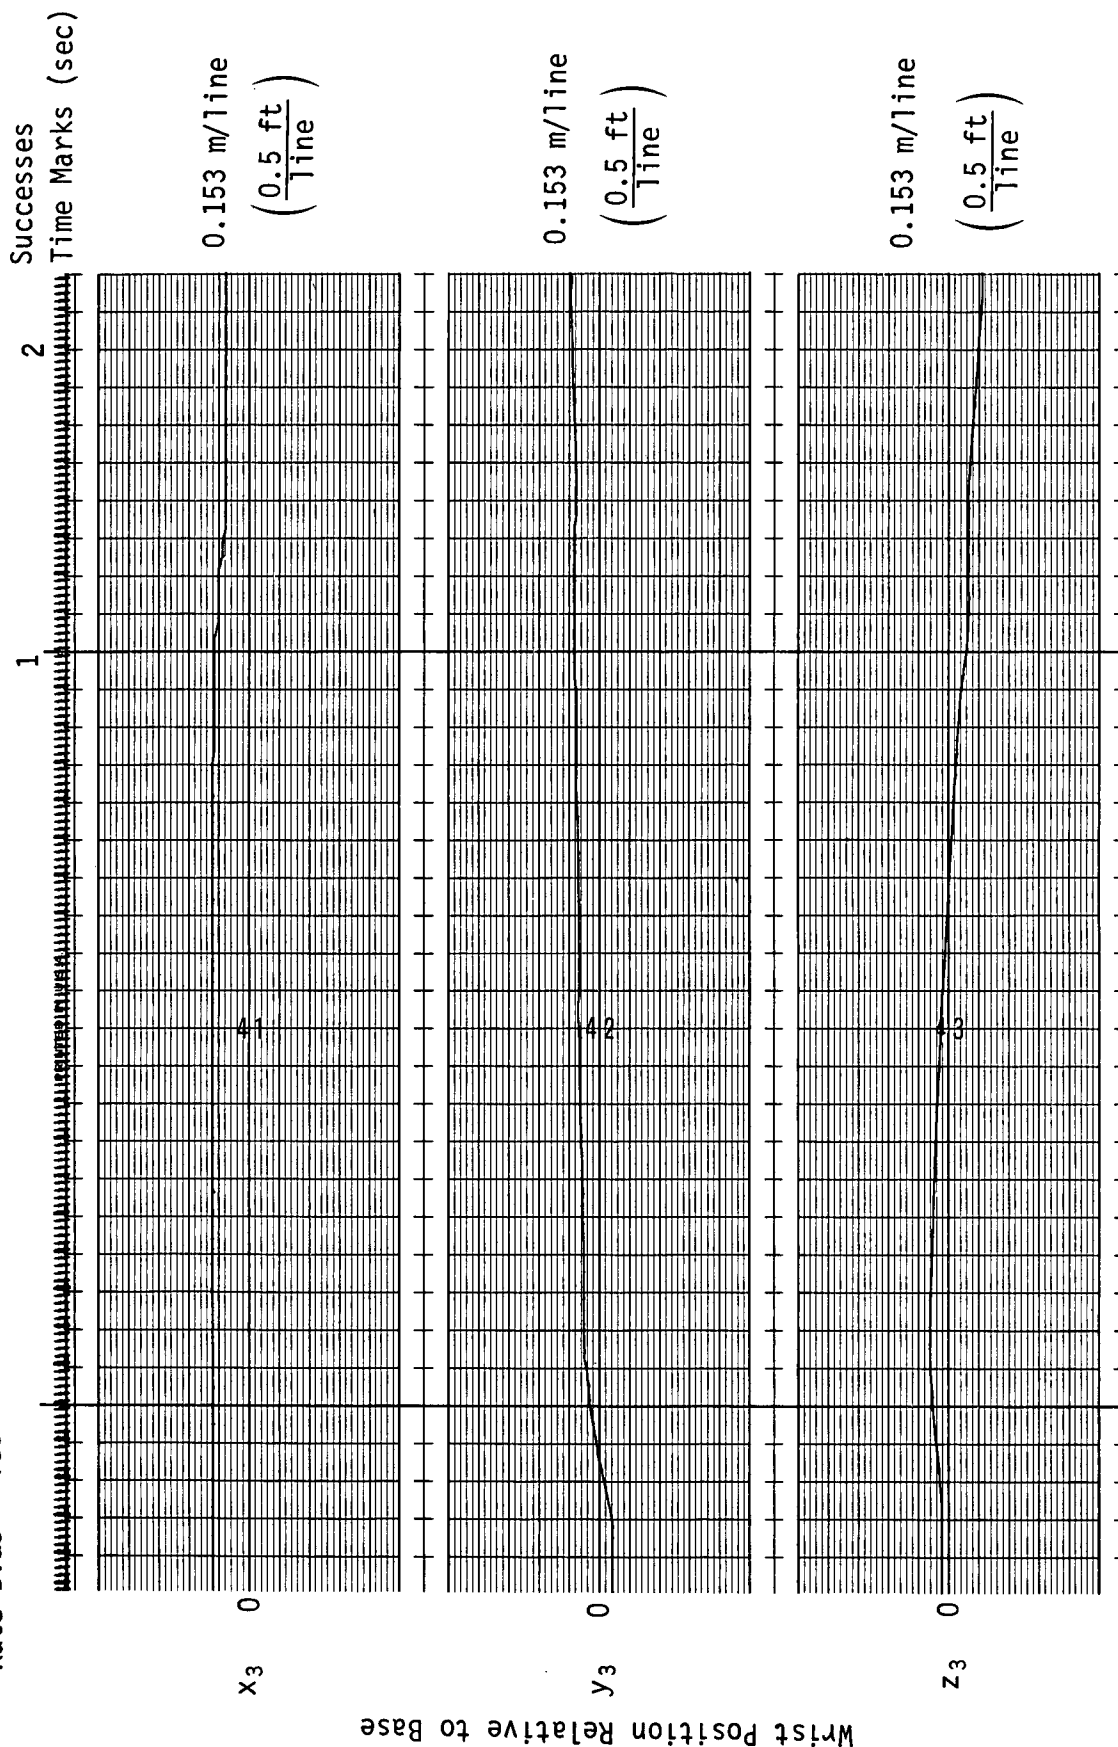 Successes
1
2
Time Marks (sec)
Wrist Position Relative to Base
x3
0
41
0.153 m/line
(0.5 ft
line)
y3
0
42
0.153 m/line
(0.5 ft
line)
z3
0
43
0.153 m/line
(0.5 ft
line)